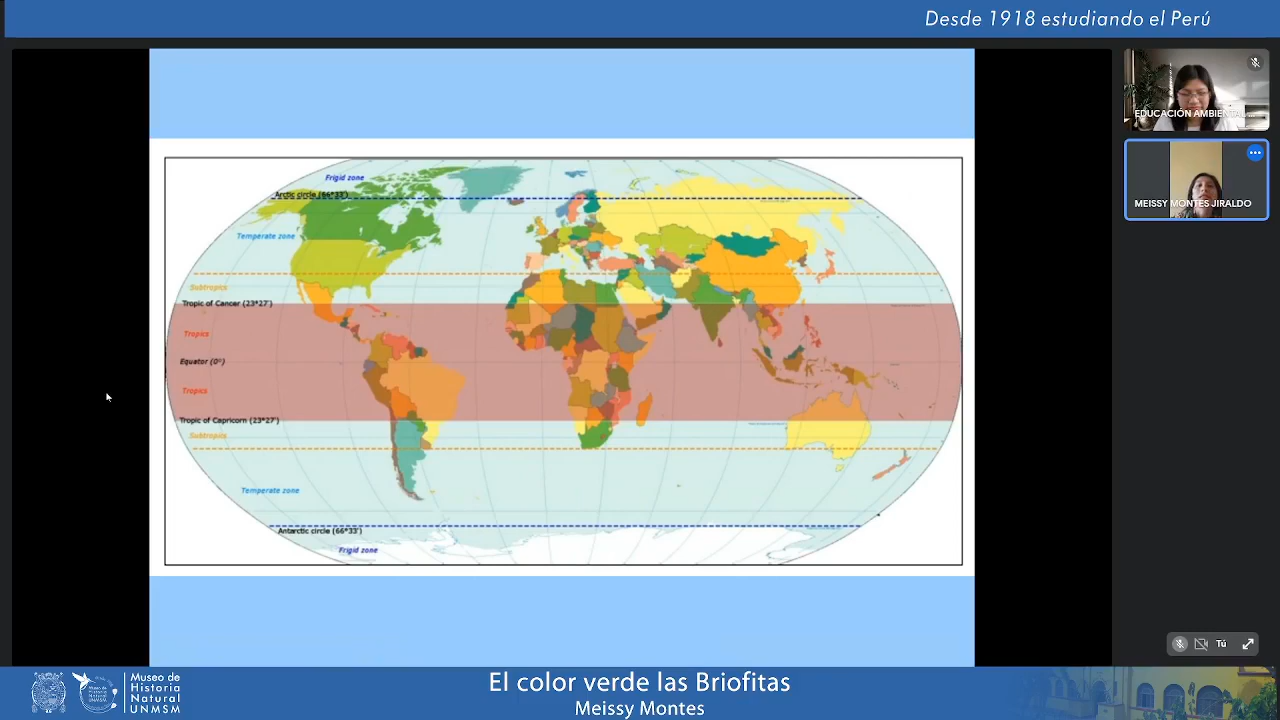 Desde 1918 estudiando el Perú
EDUCACIÓN AMBIENTAL ...
MEISSY MONTES JIRALDO
Frigid zone
Arctic circle (66°33')
Temperate zone
Subtropics
Tropic of Cancer (23°27')
Tropics
Equator (0°)
Tropics
Tropic of Capricorn (23°27')
Subtropics
Temperate zone
Antarctic circle (66°33')
Frigid zone
Tú
Museo de
Historia
Natural
UNMSM
El color verde las Briofitas
Meissy Montes